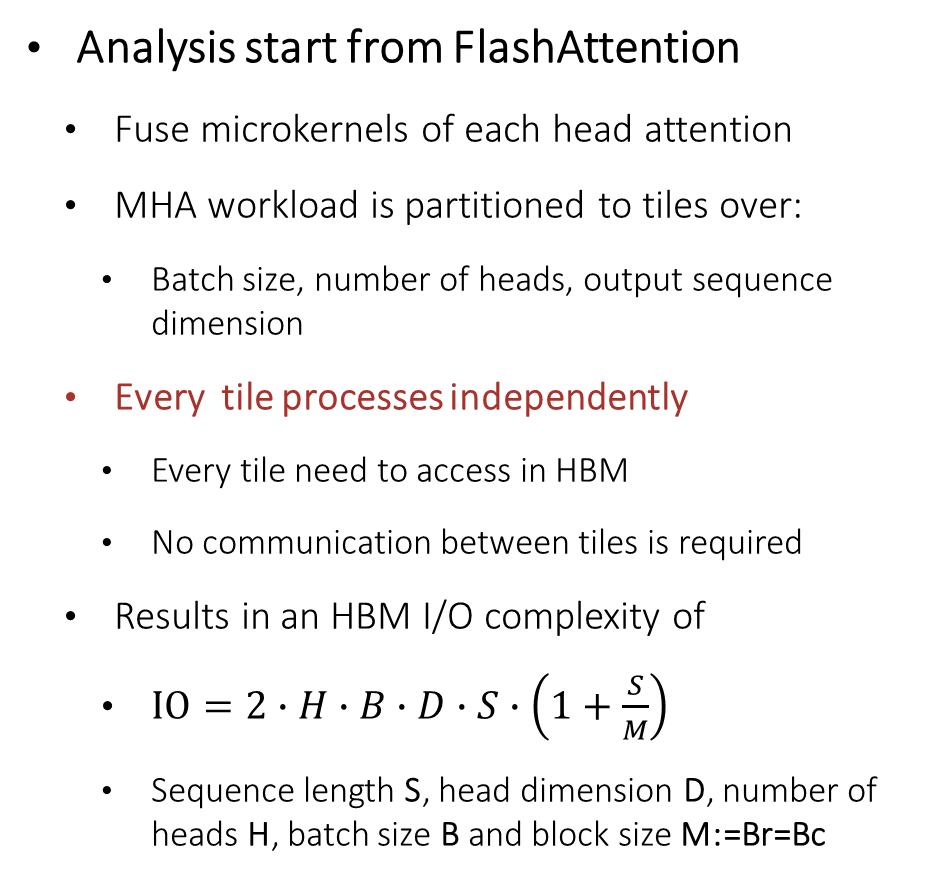 • Analysis start from FlashAttention
• Fuse microkernels of each head attention
• MHA workload is partitioned to tiles over:
• Batch size, number of heads, output sequence
dimension
• Every tile processes independently
• Every tile need to access in HBM
• No communication between tiles is required
• Results in an HBM I/O complexity of
• IO = 2 · H · B · D · S · (1 + S/M)
• Sequence length S, head dimension D, number of
heads H, batch size B and block size M:=Br=Bc